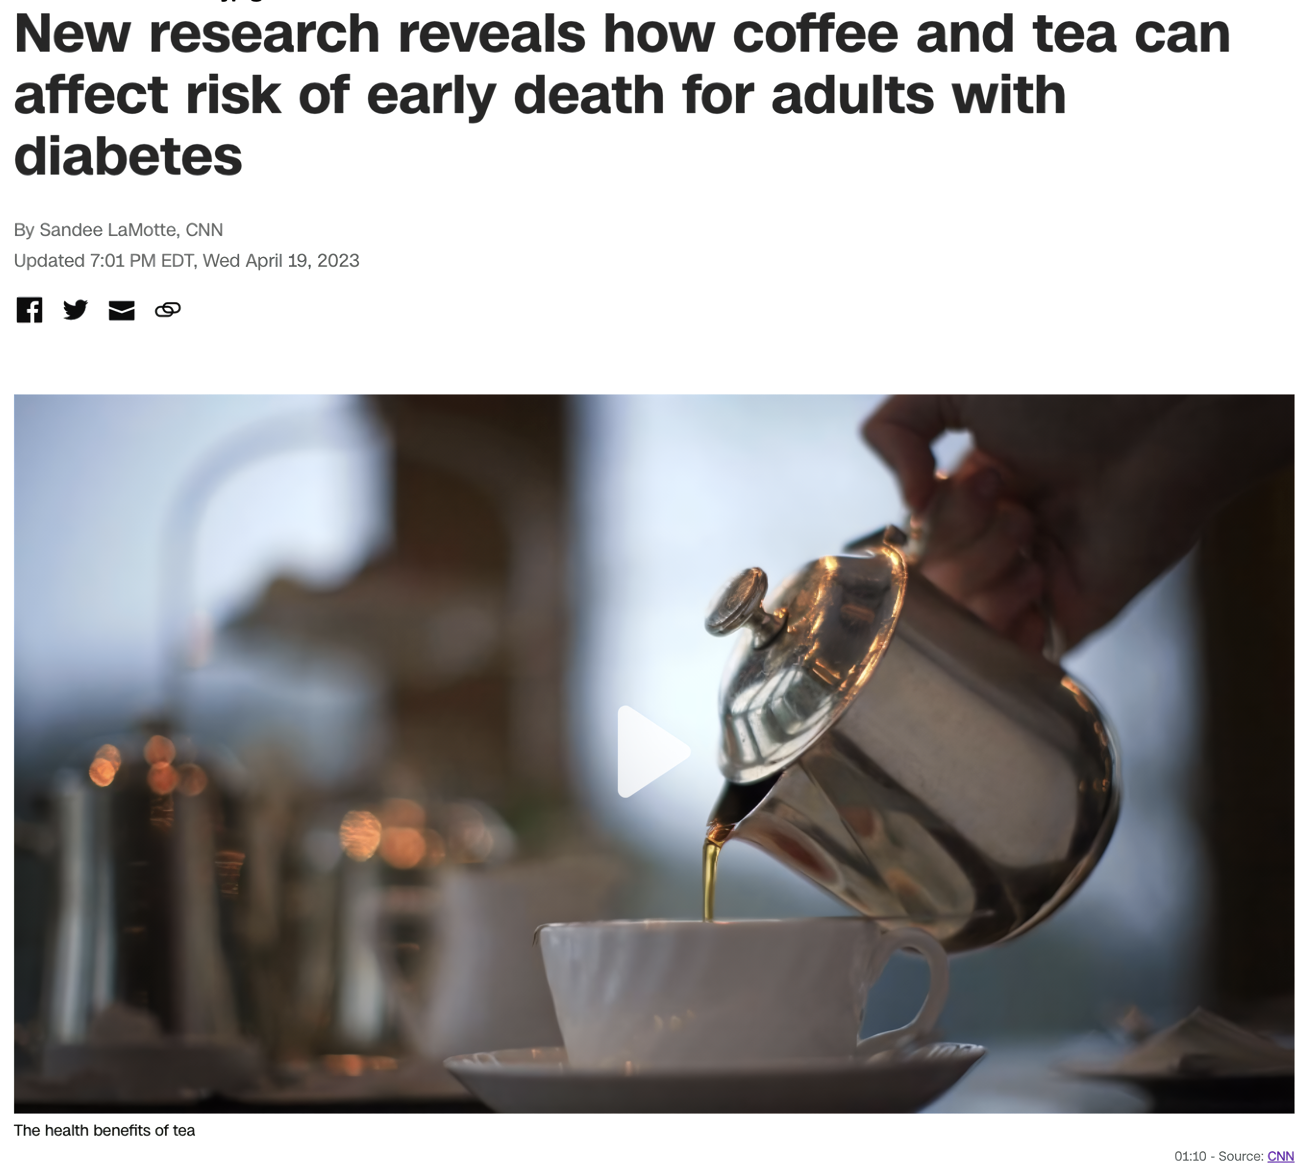 New research reveals how coffee and tea can
affect risk of early death for adults with
diabetes
By Sandee LaMotte, CNN
Updated 7:01 PM EDT, Wed April 19, 2023
The health benefits of tea
01:10 - Source: CNN